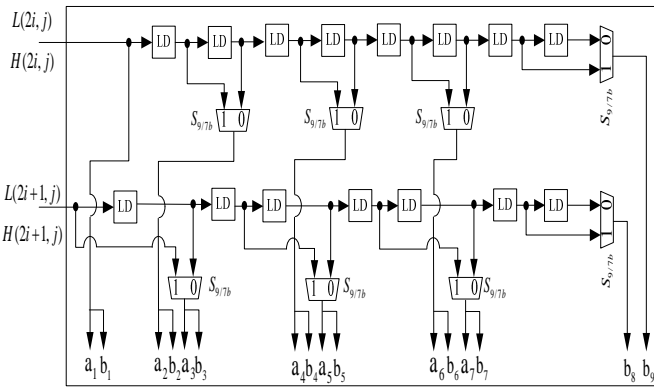 L(2i, j)
H(2i, j)
LD LD LD LD LD LD LD LD
0
1
S9/7b
S9/7b 1 0
S9/7b 1 0
S9/7b 1 0
L(2i+1, j)
H(2i+1, j)
LD LD LD LD LD LD LD
0
1
S9/7b
1 0 S9/7b
1 0 S9/7b
1 0 S9/7b
a1 b1 a2 b2 a3 b3 a4 b4 a5 b5 a6 b6 a7 b7 b8 b9